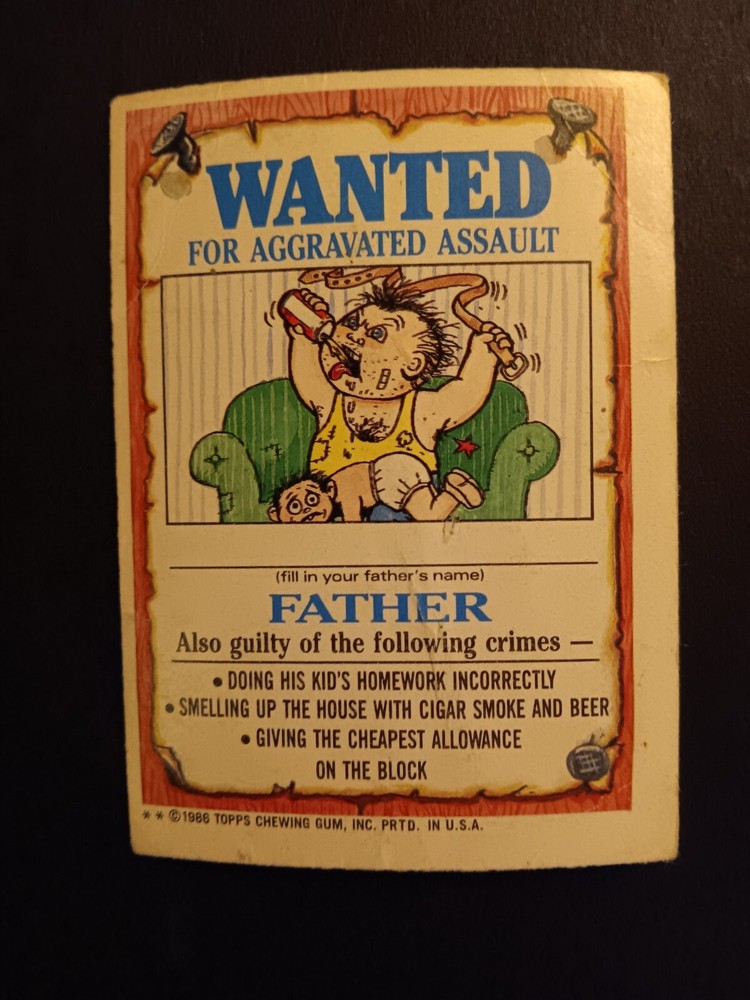 WANTED
FOR AGGRAVATED ASSAULT
(fill in your father's name)
FATHER
Also guilty of the following crimes —
• DOING HIS KID'S HOMEWORK INCORRECTLY
• SMELLING UP THE HOUSE WITH CIGAR SMOKE AND BEER
• GIVING THE CHEAPEST ALLOWANCE
ON THE BLOCK
* * ©1986 TOPPS CHEWING GUM, INC. PRTD. IN U.S.A.